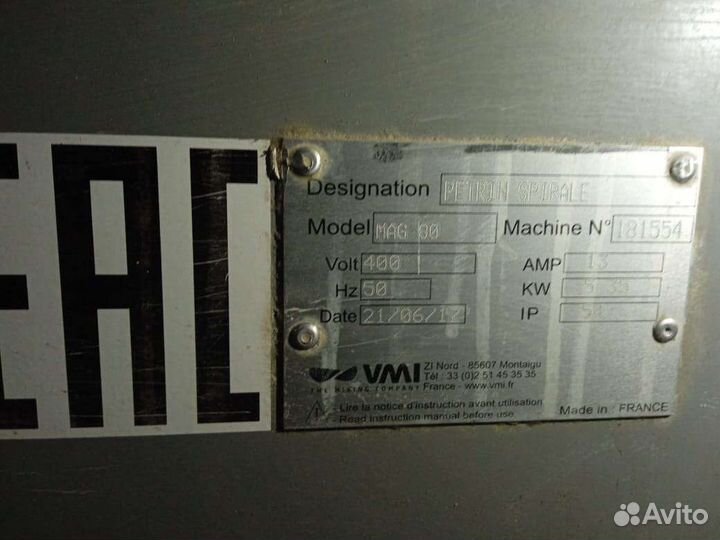 EAC
Designation PETRIN SPIRALE
Model MAG Machine N° 181554
Volt 400 AMP 13
Hz 50 KW
Date 21/06/17 IP
VMI
THE MIXING COMPANY
ZI Nord - 85607 Montaigu
Tél : 33 (0)2 51 45 35 35
France - www.vmi.fr
- Lire la notice d'instruction avant utilisation
- Read instruction manual before use.
Made in : FRANCE
Avito